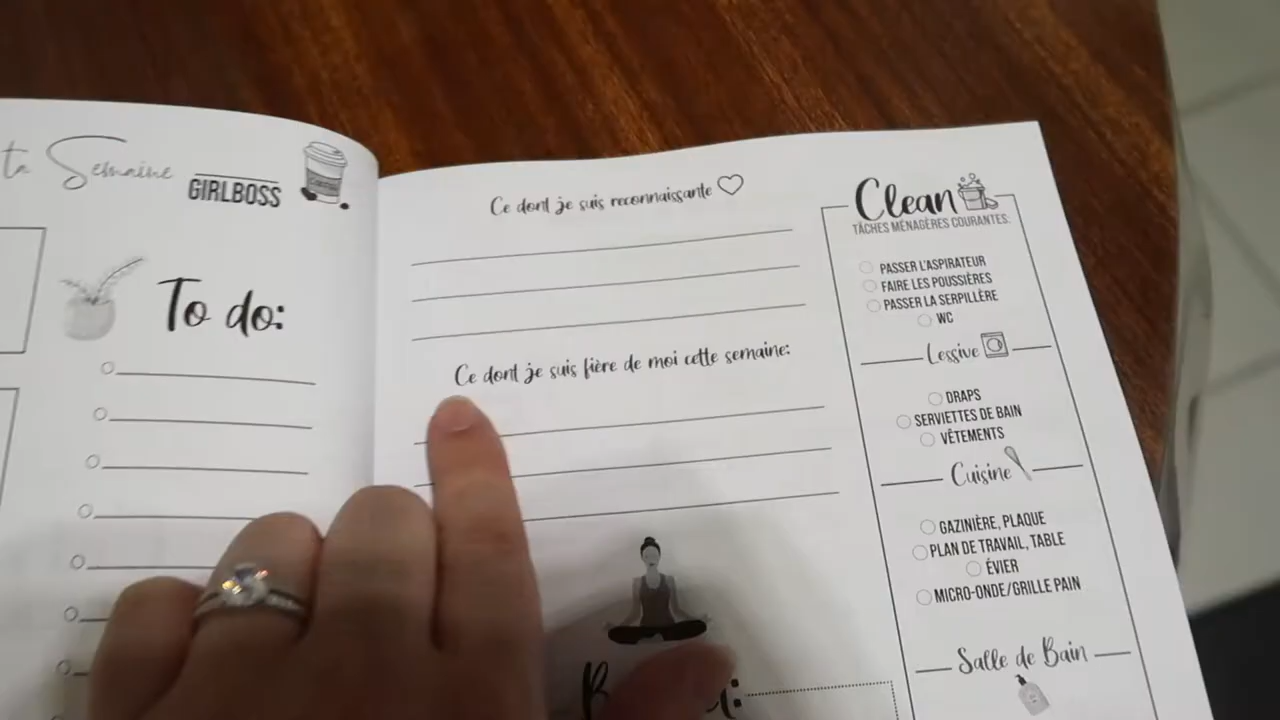 ta Semaine GIRLBOSS
To do:
Ce dont je suis reconnaissante
Ce dont je suis fière de moi cette semaine:
Clean
TÂCHES MÉNAGÈRES COURANTES:
PASSER L'ASPIRATEUR
FAIRE LES POUSSIÈRES
PASSER LA SERPILLÈRE
WC
Lessive
DRAPS
SERVIETTES DE BAIN
VÊTEMENTS
Cuisine
GAZINIÈRE, PLAQUE
PLAN DE TRAVAIL, TABLE
ÉVIER
MICRO-ONDE/GRILLE PAIN
Salle de Bain